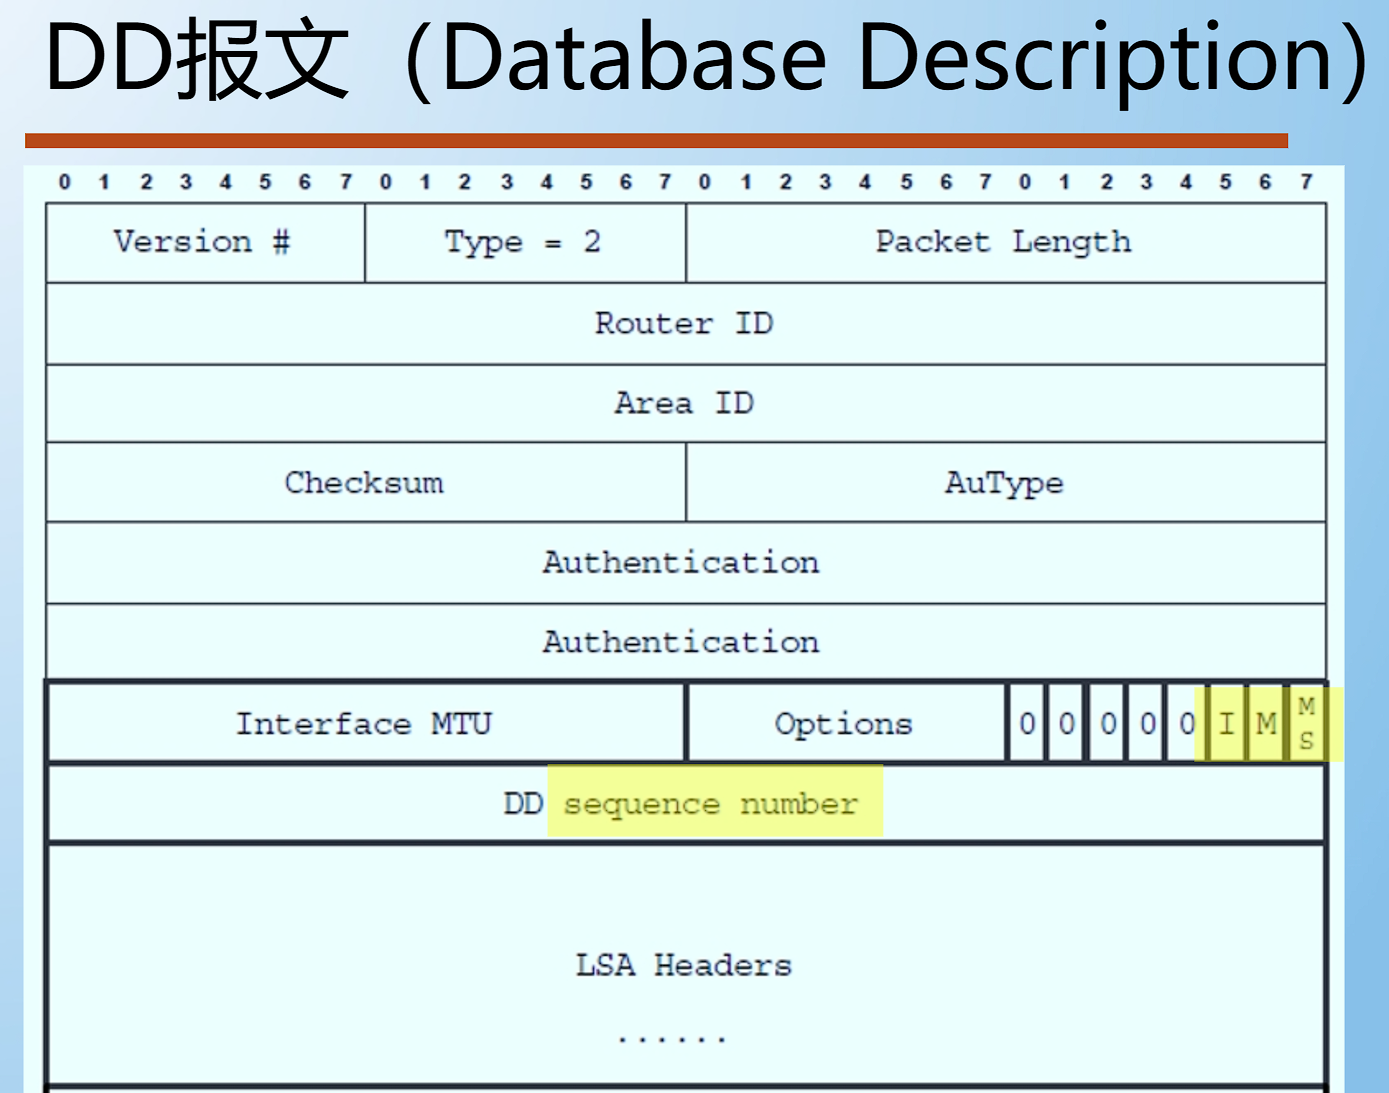 DD报文（Database Description）
0 1 2 3 4 5 6 7 0 1 2 3 4 5 6 7 0 1 2 3 4 5 6 7 0 1 2 3 4 5 6 7
Version # Type = 2 Packet Length
Router ID
Area ID
Checksum AuType
Authentication
Authentication
Interface MTU Options 0 0 0 0 0 I M M
S
DD sequence number
LSA Headers
......